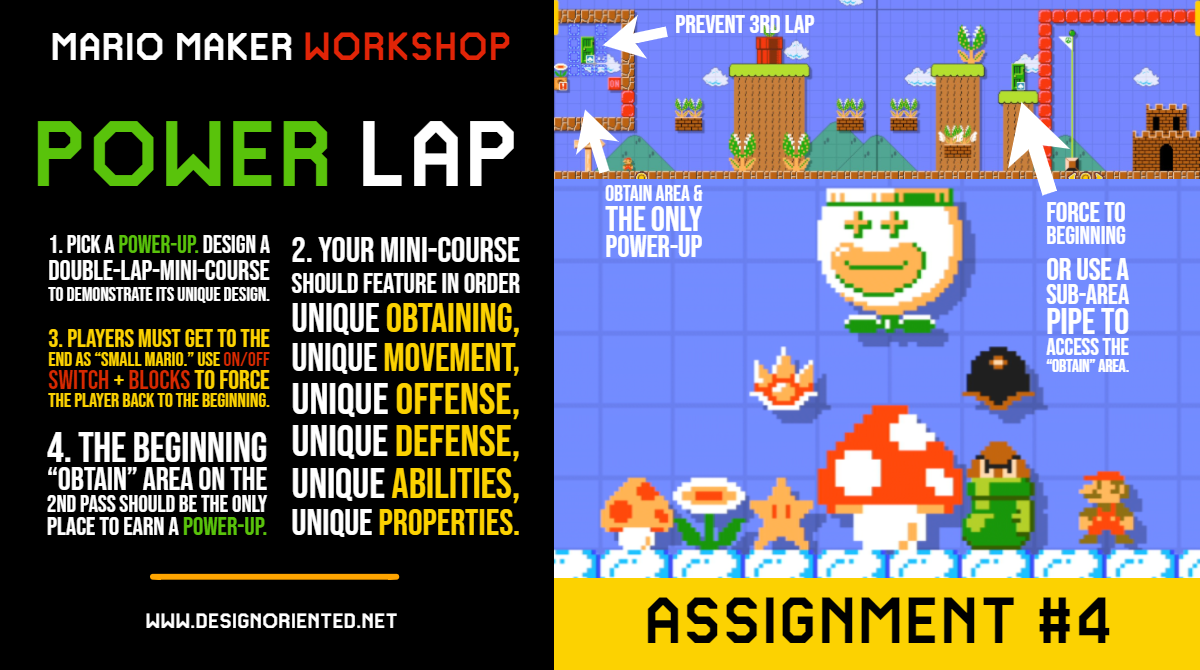 MARIO MAKER WORKSHOP
POWER LAP
1. PICK A POWER-UP. DESIGN A
DOUBLE-LAP-MINI-COURSE
TO DEMONSTRATE ITS UNIQUE DESIGN.
2. YOUR MINI-COURSE
SHOULD FEATURE IN ORDER
UNIQUE OBTAINING,
UNIQUE MOVEMENT,
UNIQUE OFFENSE,
UNIQUE DEFENSE,
UNIQUE ABILITIES,
UNIQUE PROPERTIES.
3. PLAYERS MUST GET TO THE
END AS “SMALL MARIO.” USE ON/OFF
SWITCH + BLOCKS TO FORCE
THE PLAYER BACK TO THE BEGINNING.
4. THE BEGINNING
“OBTAIN” AREA ON THE
2ND PASS SHOULD BE THE ONLY
PLACE TO EARN A POWER-UP.
WWW.DESIGNORIENTED.NET
PREVENT 3RD LAP
ON
OBTAIN AREA &
THE ONLY
POWER-UP
FORCE TO
BEGINNING
OR USE A
SUB-AREA
PIPE TO
ACCESS THE
“OBTAIN” AREA.
ASSIGNMENT #4